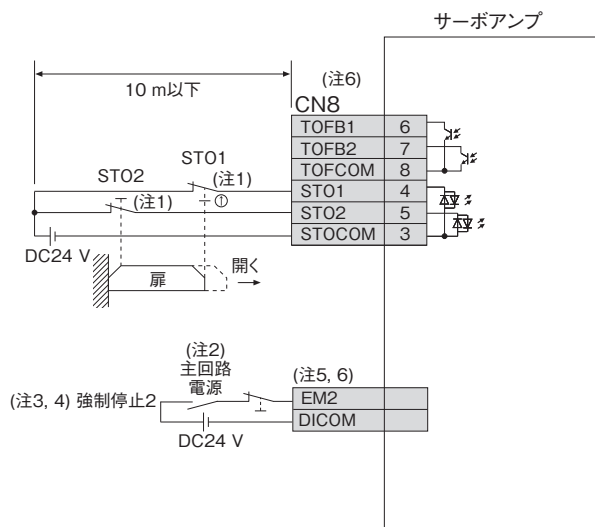 サーボアンプ
10 m以下
(注6)
CN8
TOFB1 6
TOFB2 7
TOFCOM 8
STO1 4
STO2 5
STOCOM 3
STO1
(注1)
STO2
(注1)
DC24 V
扉
開く
(注2)
主回路
電源
(注3, 4) 強制停止2
DC24 V
(注5, 6)
EM2
DICOM